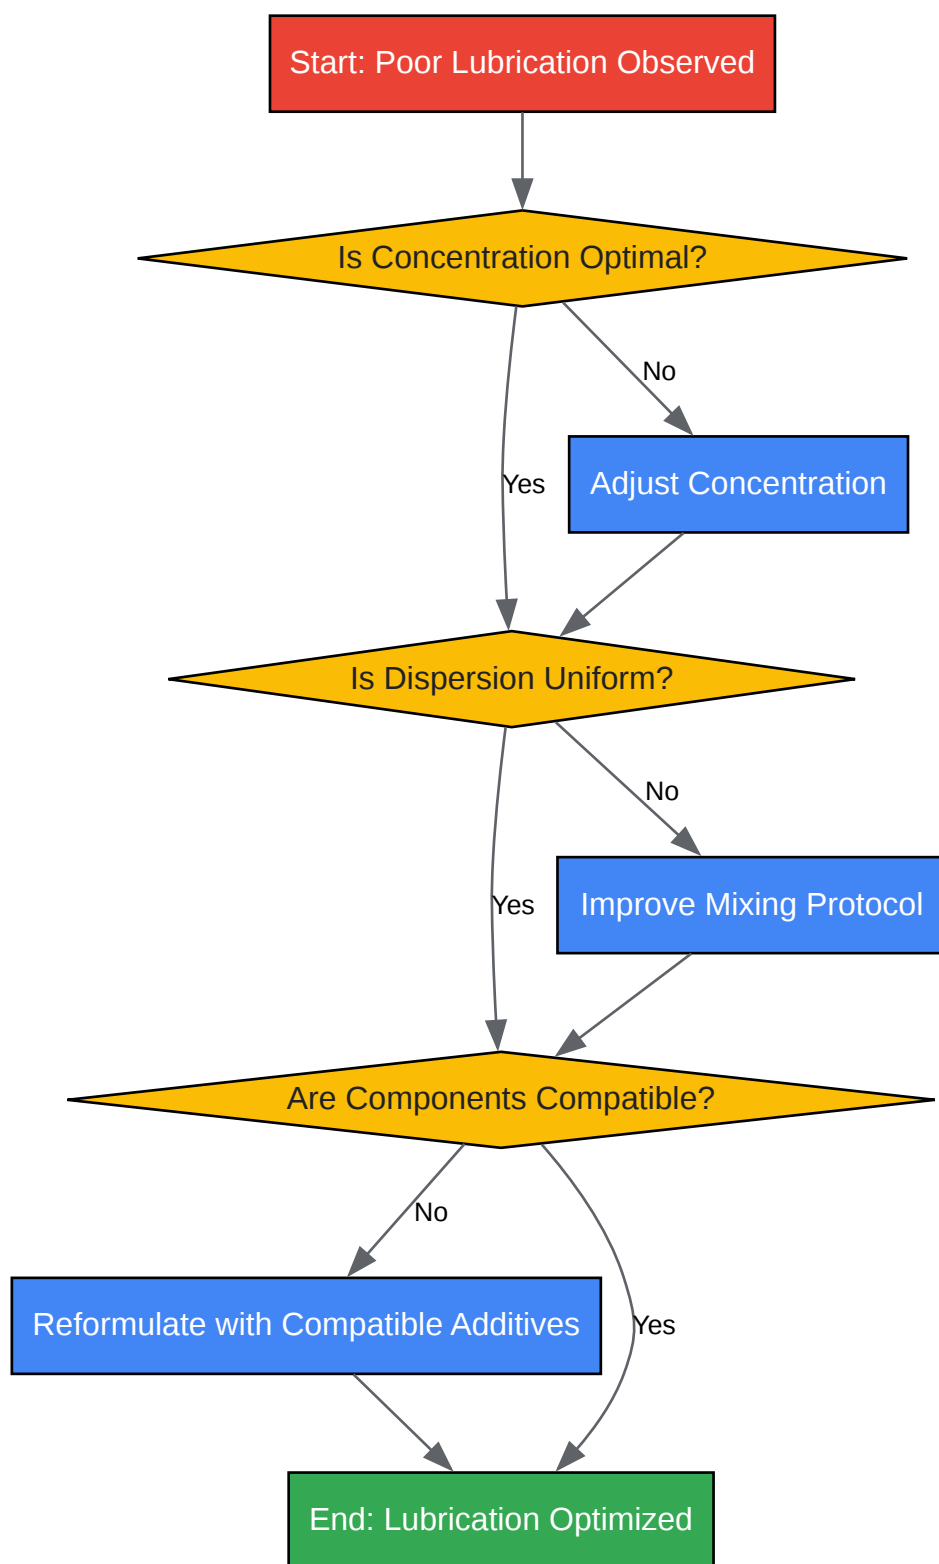 Start: Poor Lubrication Observed
Is Concentration Optimal?
No
Yes
Adjust Concentration
Is Dispersion Uniform?
No
Yes
Improve Mixing Protocol
Are Components Compatible?
No
Reformulate with Compatible Additives
Yes
End: Lubrication Optimized